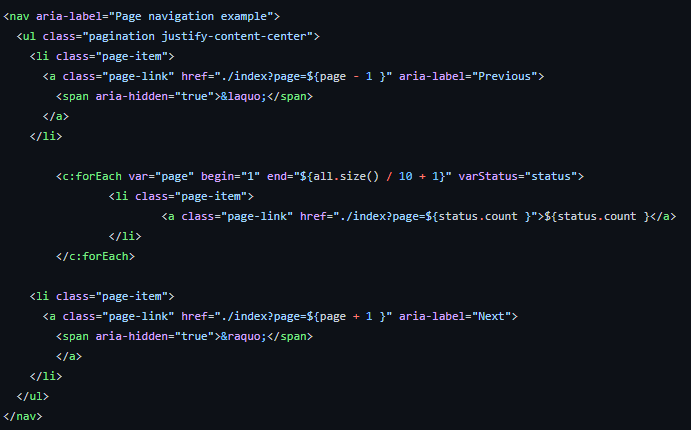 <nav aria-label="Page navigation example">
<ul class="pagination justify-content-center">
<li class="page-item">
<a class="page-link" href="./index?page=${page - 1 }" aria-label="Previous">
<span aria-hidden="true">&laquo;</span>
</a>
</li>
<c:forEach var="page" begin="1" end="${all.size() / 10 + 1}" varStatus="status">
<li class="page-item">
<a class="page-link" href="./index?page=${status.count }">${status.count }</a>
</li>
</c:forEach>
<li class="page-item">
<a class="page-link" href="./index?page=${page + 1 }" aria-label="Next">
<span aria-hidden="true">&raquo;</span>
</a>
</li>
</ul>
</nav>